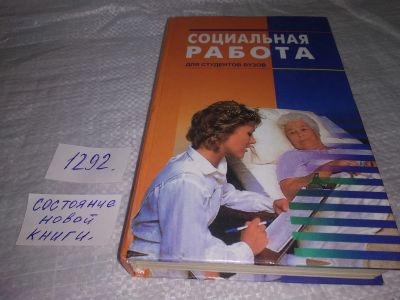 СОЦИАЛЬНАЯ
РАБОТА
ДЛЯ СТУДЕНТОВ ВУЗОВ
1292.
состояние
новой
книги.